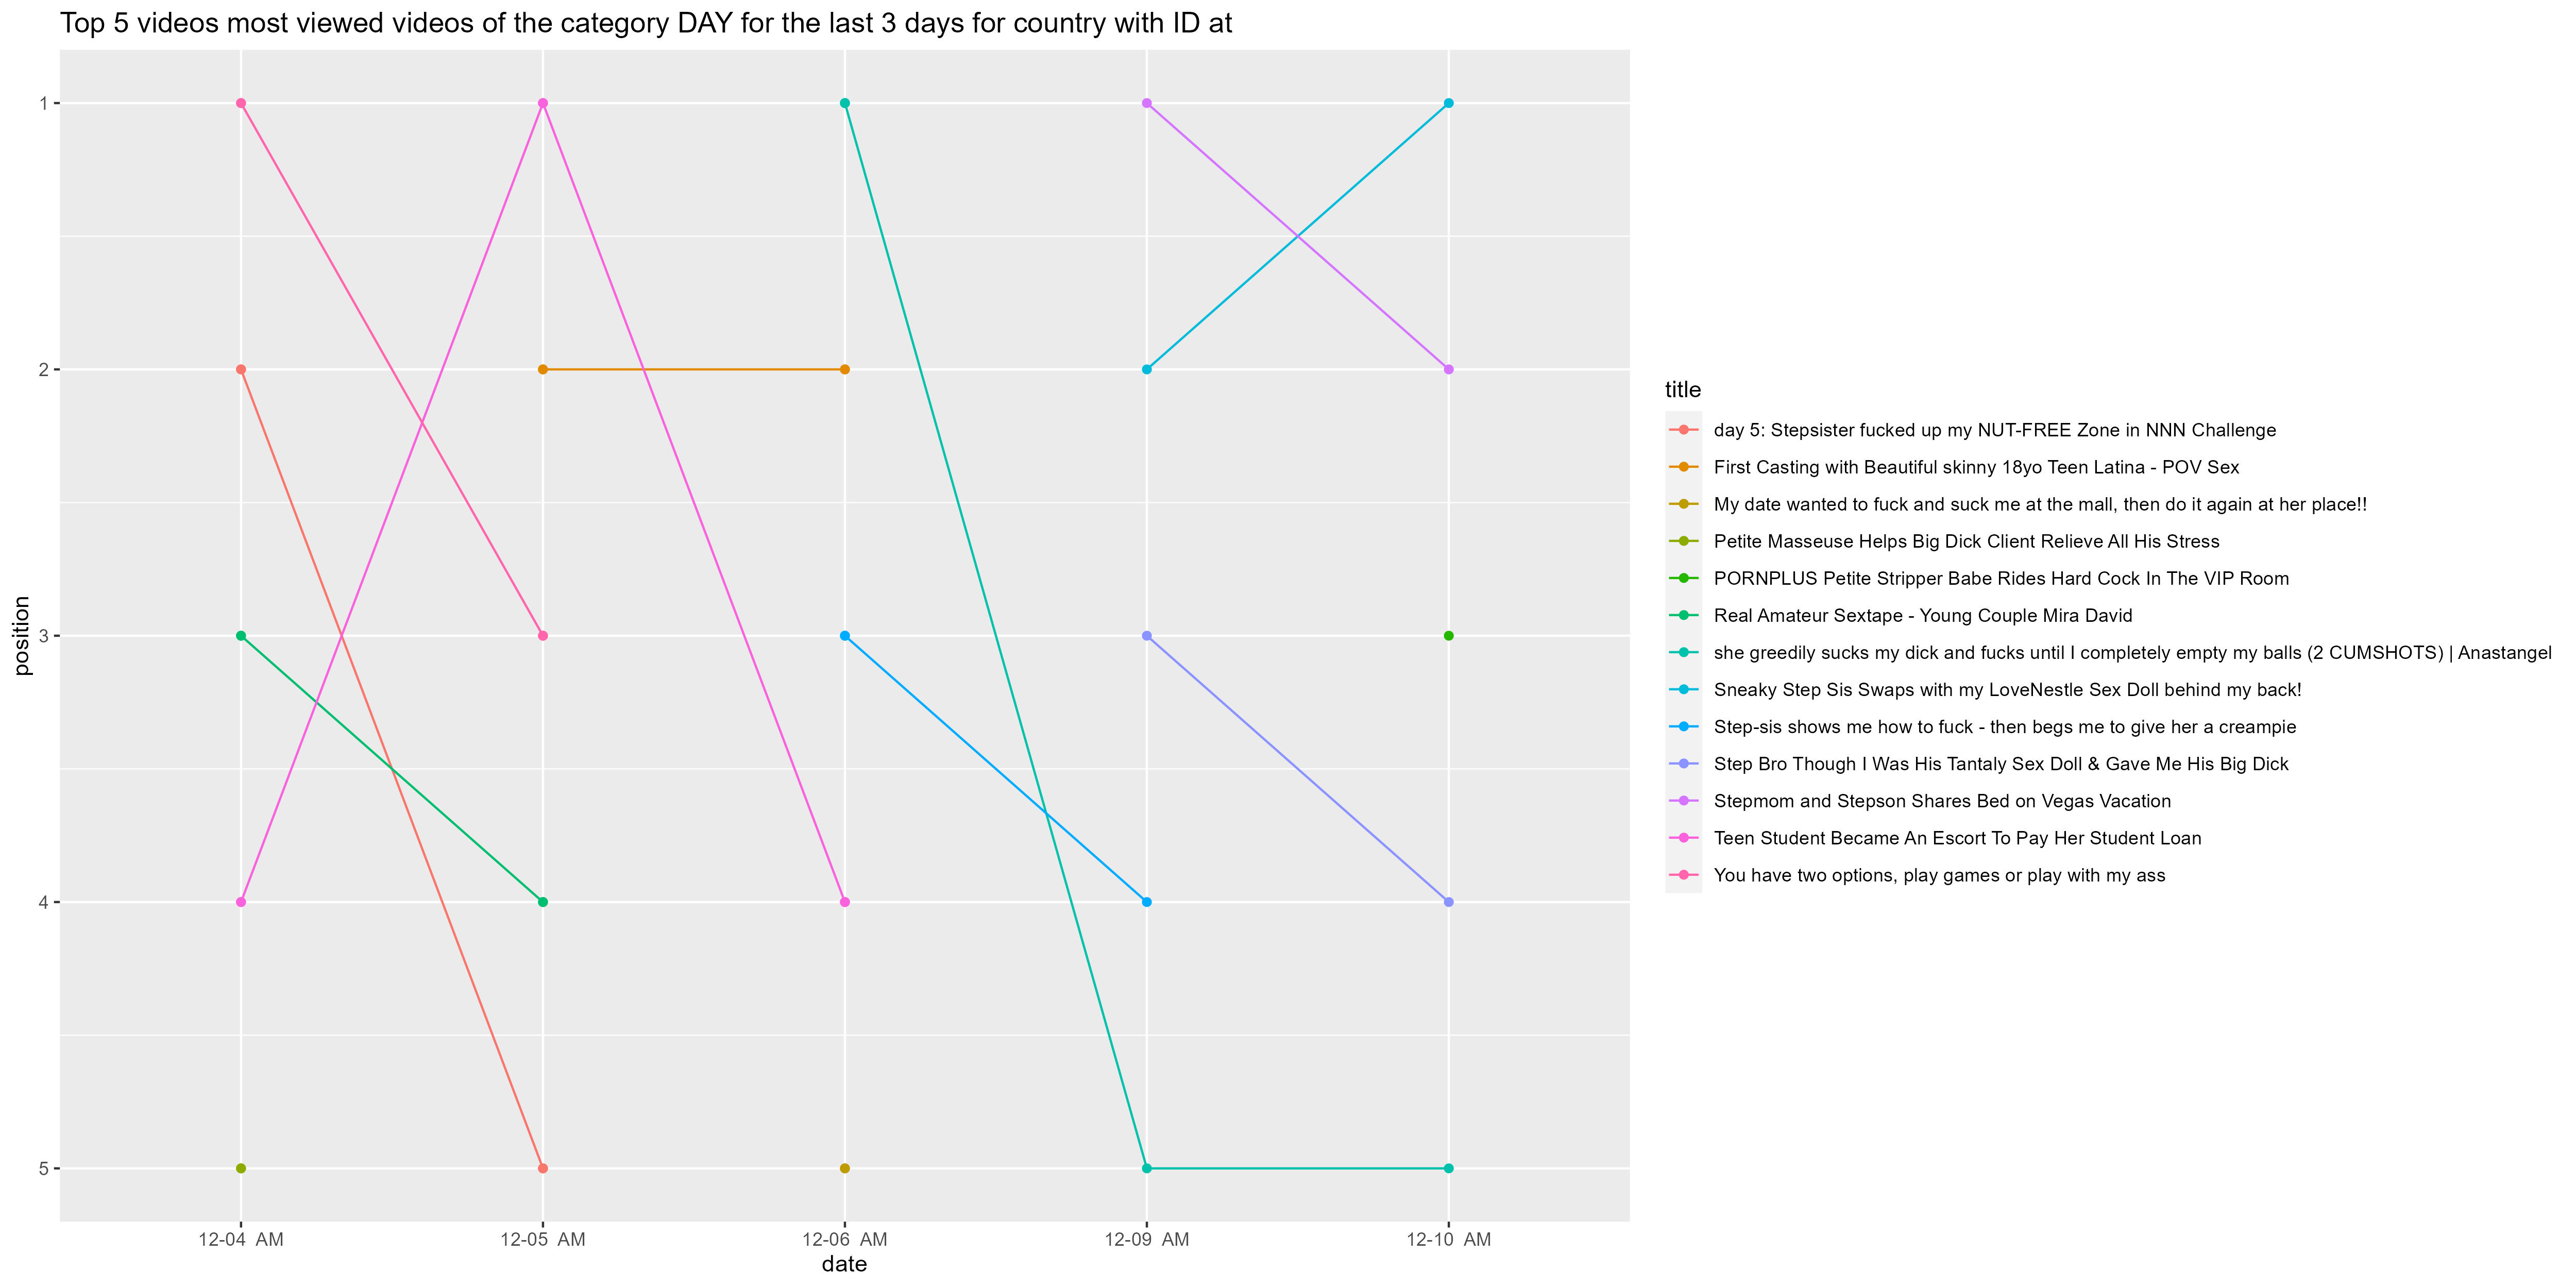 Top 5 videos most viewed videos of the category DAY for the last 3 days for country with ID at
1
2
3
4
5
position
12-04 AM
12-05 AM
12-06 AM
12-09 AM
12-10 AM
date
title
day 5: Stepsister fucked up my NUT-FREE Zone in NNN Challenge
First Casting with Beautiful skinny 18yo Teen Latina - POV Sex
My date wanted to fuck and suck me at the mall, then do it again at her place!!
Petite Masseuse Helps Big Dick Client Relieve All His Stress
PORNPLUS Petite Stripper Babe Rides Hard Cock In The VIP Room
Real Amateur Sextape - Young Couple Mira David
she greedily sucks my dick and fucks until I completely empty my balls (2 CUMSHOTS) | Anastangel
Sneaky Step Sis Swaps with my LoveNestle Sex Doll behind my back!
Step-sis shows me how to fuck - then begs me to give her a creampie
Step Bro Though I Was His Tantaly Sex Doll & Gave Me His Big Dick
Stepmom and Stepson Shares Bed on Vegas Vacation
Teen Student Became An Escort To Pay Her Student Loan
You have two options, play games or play with my ass